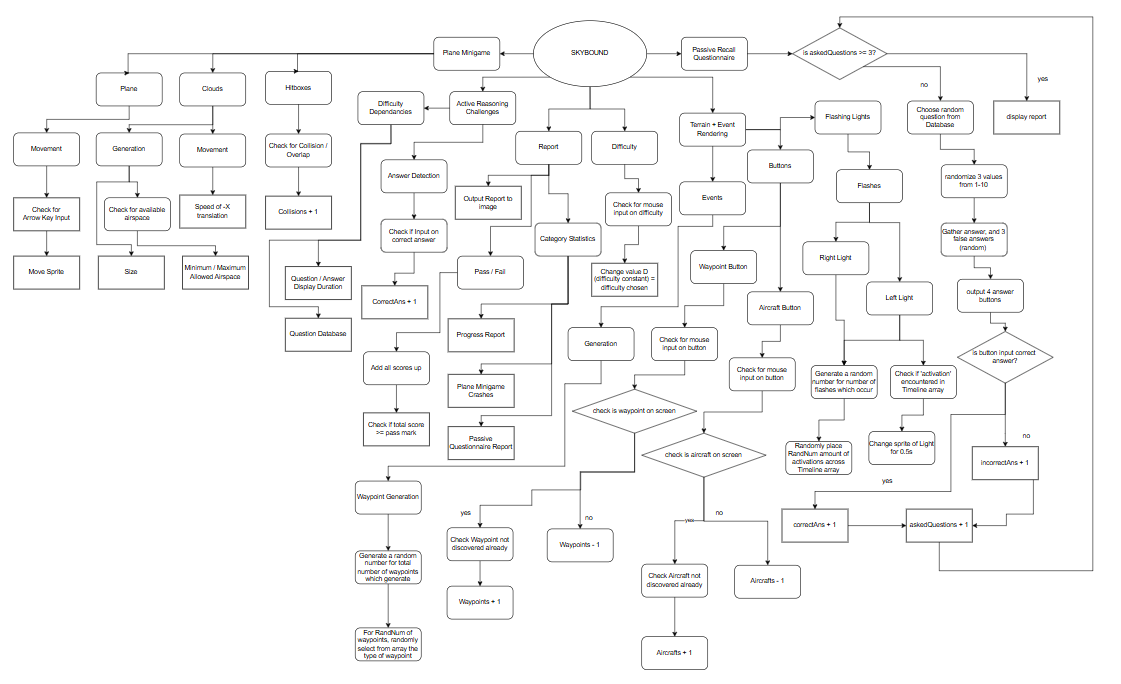 SKYBOUND
Plane Minigame
Passive Recall
Questionnaire
is askedQuestions >= 3?
yes
no
Plane
Clouds
Hitboxes
Difficulty
Dependancies
Active Reasoning
Challenges
Terrain + Event
Rendering
Flashing Lights
Choose random
question from
Database
display report
Movement
Generation
Movement
Check for Collision /
Overlap
Report
Difficulty
Buttons
Answer Detection
Flashes
randomize 3 values
from 1-10
Check for
Arrow Key Input
Check for available
airspace
Speed of -X
translation
Collisions + 1
Output Report to
image
Check for mouse
input on difficulty
Events
Check if Input on
correct answer
Category Statistics
Gather answer, and 3
false answers
(random)
Right Light
Move Sprite
Size
Minimum / Maximum
Allowed Airspace
Question / Answer
Display Duration
Pass / Fail
Change value D
(difficulty constant) =
difficulty chosen
Waypoint Button
Left Light
output 4 answer
buttons
CorrectAns + 1
Aircraft Button
Question Database
Progress Report
Generation
Check for mouse
input on button
is button input correct
answer?
Add all scores up
Check for mouse
input on button
Generate a random
number for number of
flashes which occur
Check if 'activation'
encountered in
Timeline array
Plane Minigame
Crashes
check is waypoint on screen
Check if total score
>= pass mark
Passive
Questionnaire Report
check is aircraft on screen
Randomly place
RandNum amount of
activations across
Timeline array
Change sprite of Light
for 0.5s
no
incorrectAns + 1
yes
Waypoint Generation
yes
no
yes
no
correctAns + 1
askedQuestions + 1
Check Waypoint not
discovered already
Waypoints - 1
Generate a random
number for total
number of waypoints
which generate
Check Aircraft not
discovered already
Aircrafts - 1
Waypoints + 1
For RandNum of
waypoints, randomly
select from array the
type of waypoint
Aircrafts + 1